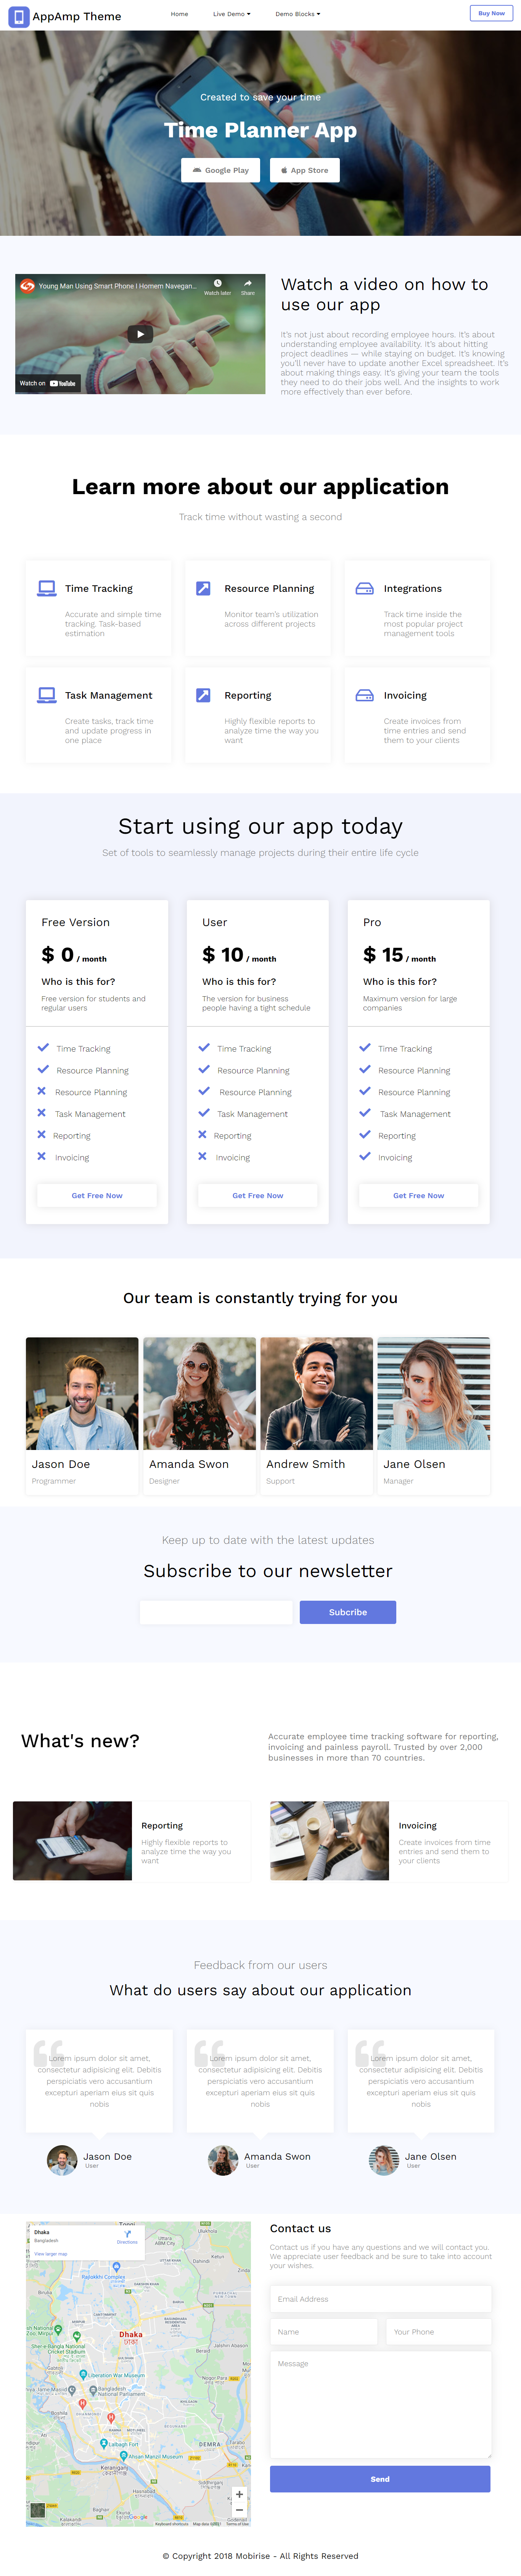 AppAmp Theme
Home
Live Demo
Demo Blocks
Buy Now
Created to save your time
Time Planner App
Google Play
App Store
Young Man Using Smart Phone I Homem Navegan...
Watch later
Share
Watch on YouTube
Watch a video on how to
use our app
It's not just about recording employee hours. It's about
understanding employee availability. It's about hitting
project deadlines — while staying on budget. It's knowing
you'll never have to update another Excel spreadsheet. It's
about making things easy. It's giving your team the tools
they need to do their jobs well. And the insights to work
more effectively than ever before.
Learn more about our application
Track time without wasting a second
Time Tracking
Accurate and simple time
tracking. Task-based
estimation
Resource Planning
Monitor team's utilization
across different projects
Integrations
Track time inside the
most popular project
management tools
Task Management
Create tasks, track time
and update progress in
one place
Reporting
Highly flexible reports to
analyze time the way you
want
Invoicing
Create invoices from
time entries and send
them to your clients
Start using our app today
Set of tools to seamlessly manage projects during their entire life cycle
Free Version
$ 0 / month
Who is this for?
Free version for students and
regular users
Time Tracking
Resource Planning
Resource Planning
Task Management
Reporting
Invoicing
Get Free Now
User
$ 10 / month
Who is this for?
The version for business
people having a tight schedule
Time Tracking
Resource Planning
Resource Planning
Task Management
Reporting
Invoicing
Get Free Now
Pro
$ 15 / month
Who is this for?
Maximum version for large
companies
Time Tracking
Resource Planning
Resource Planning
Task Management
Reporting
Invoicing
Get Free Now
Our team is constantly trying for you
Jason Doe
Programmer
Amanda Swon
Designer
Andrew Smith
Support
Jane Olsen
Manager
Keep up to date with the latest updates
Subscribe to our newsletter
Subcribe
What's new?
Accurate employee time tracking software for reporting,
invoicing and painless payroll. Trusted by over 2,000
businesses in more than 70 countries.
Reporting
Highly flexible reports to
analyze time the way you
want
Invoicing
Create invoices from time
entries and send them to
your clients
Feedback from our users
What do users say about our application
Lorem ipsum dolor sit amet,
consectetur adipisicing elit. Debitis
perspiciatis vero accusantium
excepturi aperiam eius sit quis
nobis
Jason Doe
User
Lorem ipsum dolor sit amet,
consectetur adipisicing elit. Debitis
perspiciatis vero accusantium
excepturi aperiam eius sit quis
nobis
Amanda Swon
User
Lorem ipsum dolor sit amet,
consectetur adipisicing elit. Debitis
perspiciatis vero accusantium
excepturi aperiam eius sit quis
nobis
Jane Olsen
User
Dhaka
Bangladesh
Directions
View larger map
Rapokkhi Complex
Sher-e Bangla National
Cricket Stadium
Dhaka
Liberation War Museum
Bangladesh
National Parliament
Lalbagh Fort
Ahsan Manzil Museum
DEMRA
Keraniganj
Google
Keyboard shortcuts
Terms of Use
Contact us
Contact us if you have any questions and we will contact you.
We appreciate user feedback and be sure to take into account
your wishes.
Email Address
Name
Your Phone
Message
Send
© Copyright 2018 Mobirise - All Rights Reserved